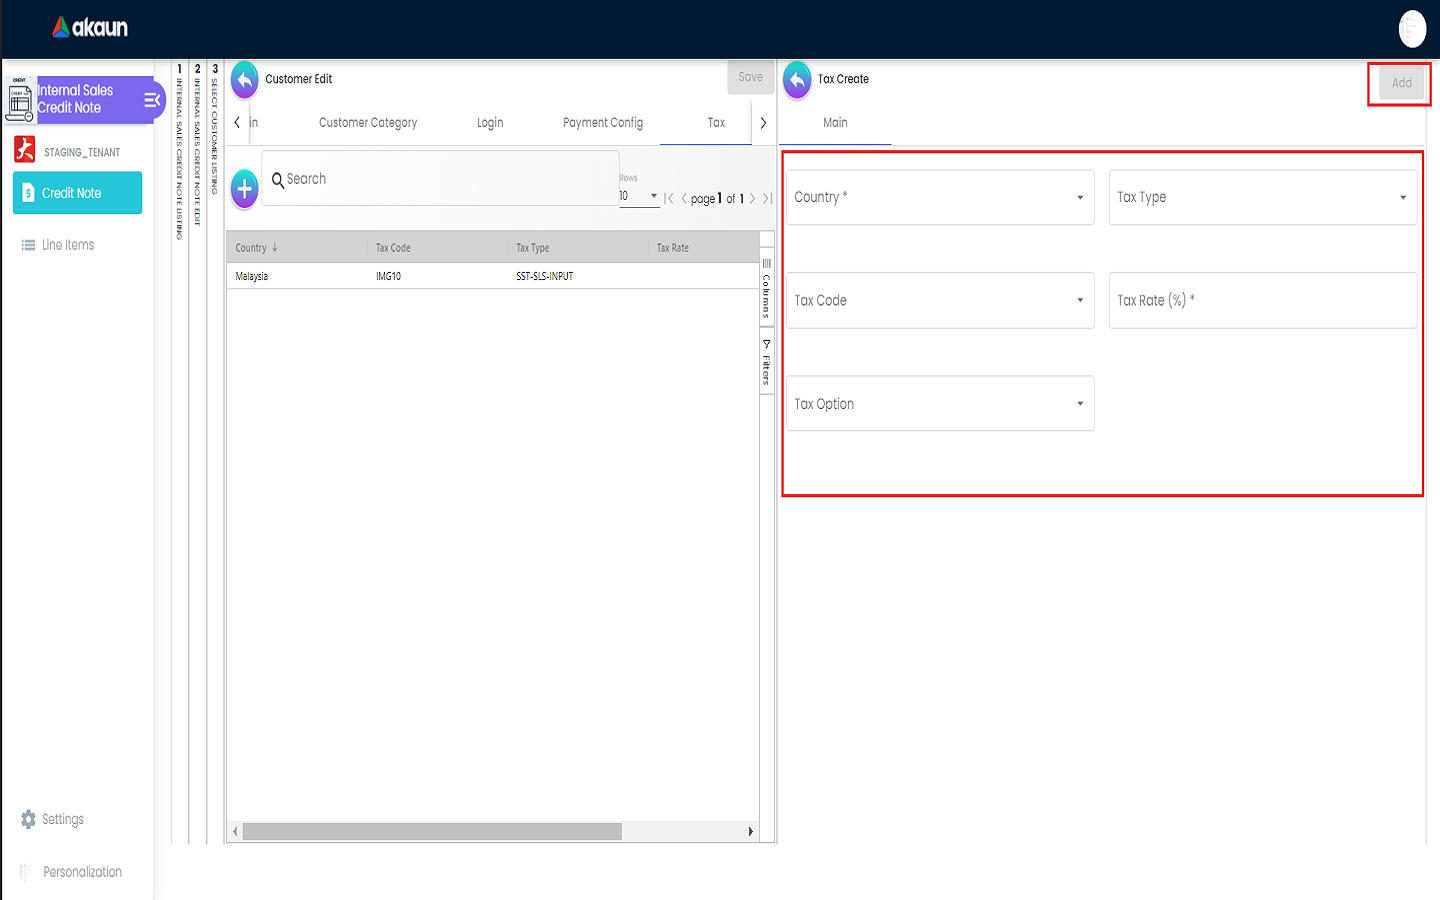 akaun
CREDIT
Internal Sales
Credit Note
STAGING_TENANT
Credit Note
Line Items
Settings
Personalization
1 INTERNAL SALES CREDIT NOTE LISTING
2 INTERNAL SALES CREDIT NOTE EDIT
3 SELECT CUSTOMER LISTING
Customer Edit
Save
in Customer Category Login Payment Config Tax
Search
Rows
10
page 1 of 1
Country Tax Code Tax Type Tax Rate
Malaysia IMG10 SST-SLS-INPUT
Columns
Filters
Tax Create
Add
Main
Country * Tax Type
Tax Code Tax Rate (%) *
Tax Option